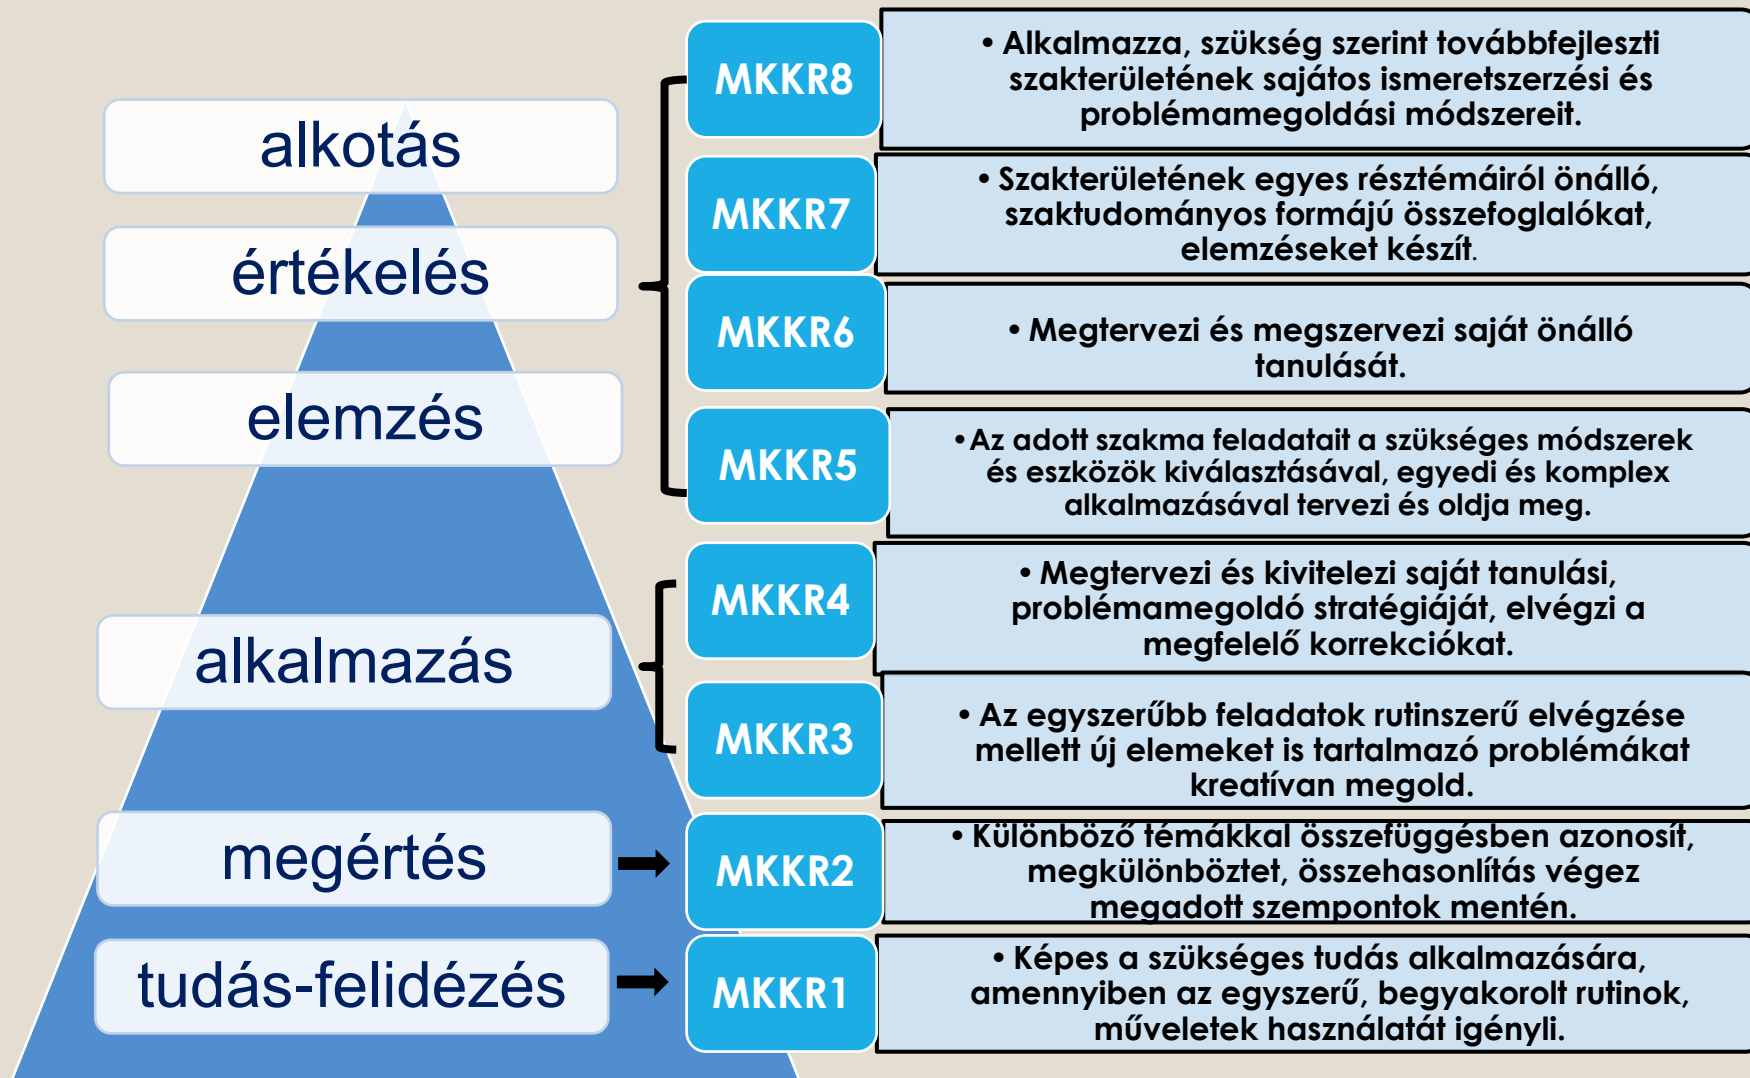 alkotás
értékelés
elemzés
alkalmazás
megértés
tudás-felidézés
MKKR8
• Alkalmazza, szükség szerint továbbfejleszti
szakterületének sajátos ismeretszerzési és
problémamegoldási módszereit.
MKKR7
• Szakterületének egyes résztémáiról önálló,
szaktudományos formájú összefoglalókat,
elemzéseket készít.
MKKR6
• Megtervezi és megszervezi saját önálló
tanulását.
MKKR5
• Az adott szakma feladatait a szükséges módszerek
és eszközök kiválasztásával, egyedi és komplex
alkalmazásával tervezi és oldja meg.
MKKR4
• Megtervezi és kivitelezi saját tanulási,
problémamegoldó stratégiáját, elvégzi a
megfelelő korrekciókat.
MKKR3
• Az egyszerűbb feladatok rutinszerű elvégzése
mellett új elemeket is tartalmazó problémákat
kreatívan megold.
MKKR2
• Különböző témákkal összefüggésben azonosít,
megkülönböztet, összehasonlítás végez
megadott szempontok mentén.
MKKR1
• Képes a szükséges tudás alkalmazására,
amennyiben az egyszerű, begyakorolt rutinok,
műveletek használatát igényli.